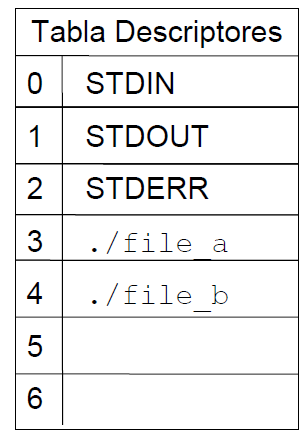 Tabla Descriptores
0 STDIN
1 STDOUT
2 STDERR
3 ./file_a
4 ./file_b
5
6